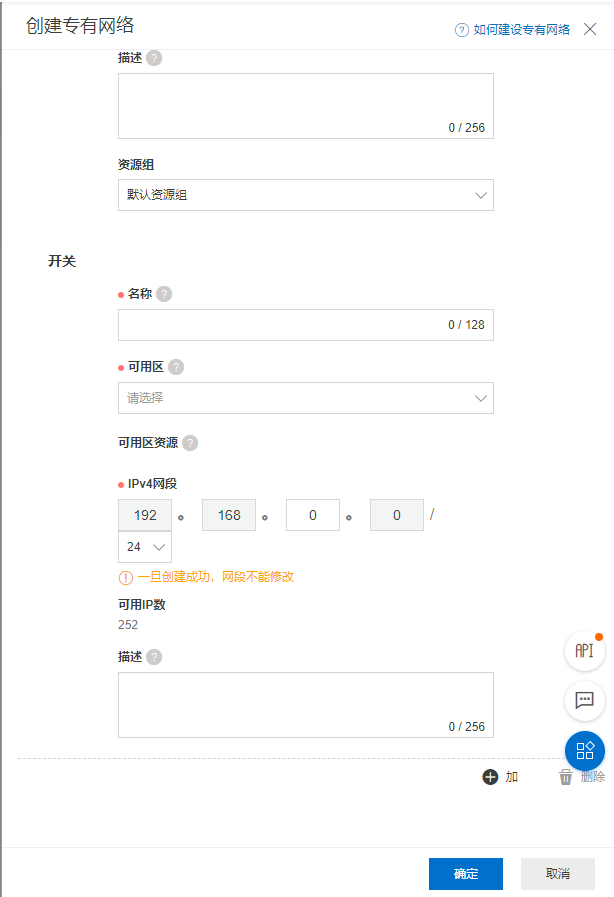 创建专有网络
? 如何建设专有网络
描述 ?
0 / 256
资源组
默认资源组
开关
名称 ?
0 / 128
可用区 ?
请选择
可用区资源 ?
IPv4网段
192 。 168 。 0 。 0 /
24
! 一旦创建成功，网段不能修改
可用IP数
252
描述 ?
0 / 256
API
加 删除
确定 取消